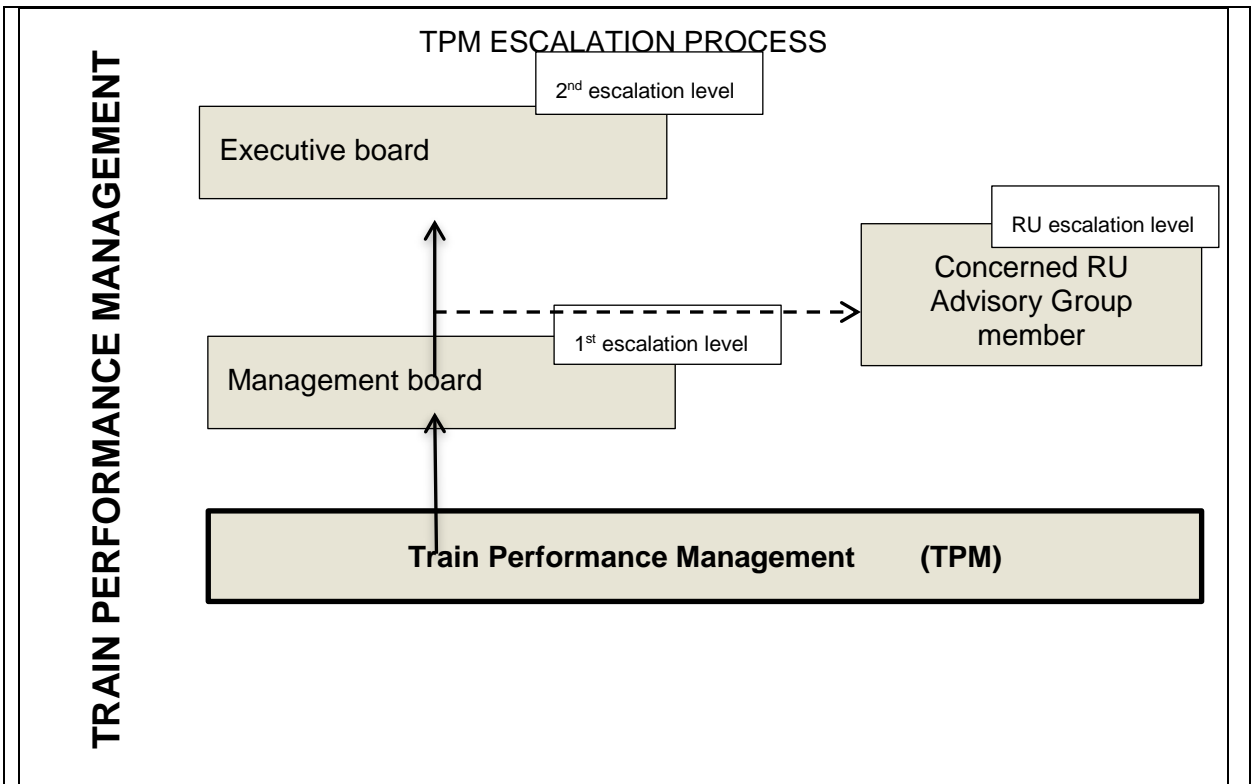 TRAIN PERFORMANCE MANAGEMENT
TPM ESCALATION PROCESS
2nd escalation level
Executive board
RU escalation level
Concerned RU
Advisory Group
member
1st escalation level
Management board
Train Performance Management (TPM)